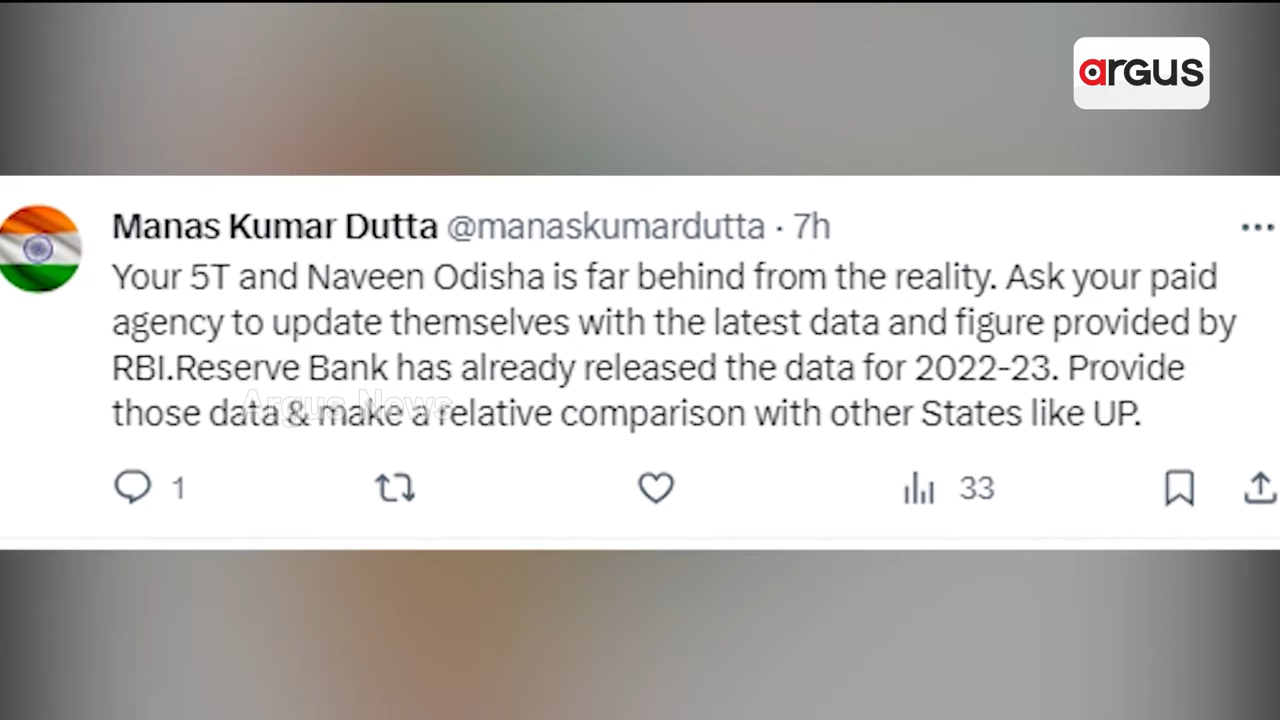 argus
Manas Kumar Dutta @manaskumardutta · 7h
Your 5T and Naveen Odisha is far behind from the reality. Ask your paid
agency to update themselves with the latest data and figure provided by
RBI.Reserve Bank has already released the data for 2022-23. Provide
those data & make a relative comparison with other States like UP.
Argus News
1
33